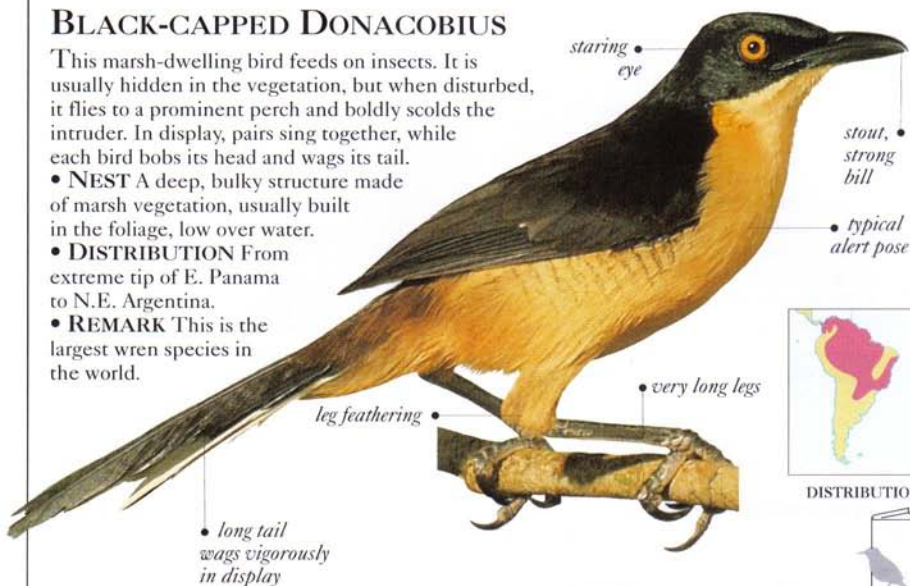 BLACK-CAPPED DONACOBIUS
This marsh-dwelling bird feeds on insects. It is
usually hidden in the vegetation, but when disturbed,
it flies to a prominent perch and boldly scolds the
intruder. In display, pairs sing together, while
each bird bobs its head and wags its tail.
• NEST A deep, bulky structure made
of marsh vegetation, usually built
in the foliage, low over water.
• DISTRIBUTION From
extreme tip of E. Panama
to N.E. Argentina.
• REMARK This is the
largest wren species in
the world.
staring
eye
stout,
strong
bill
typical
alert pose
very long legs
leg feathering
long tail
wags vigorously
in display
DISTRIBUTIO